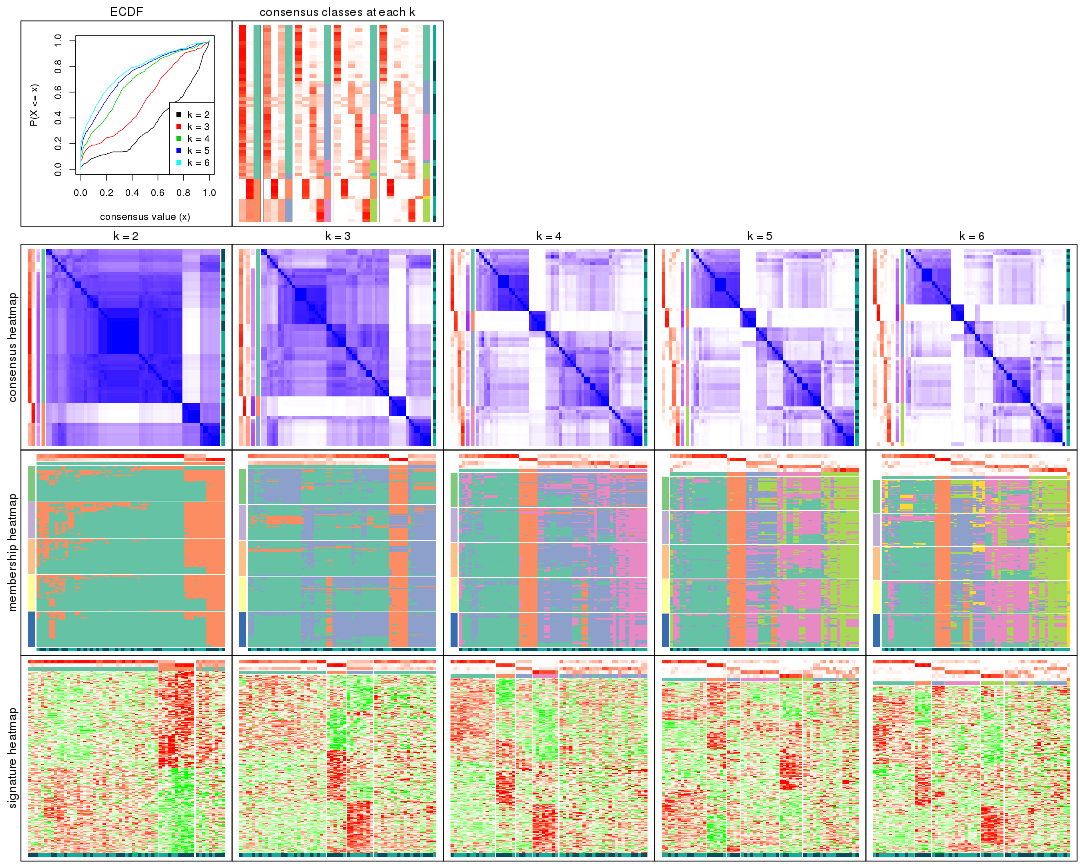 ECDF
consensus classes at each k
P(X <= x)
1.0
0.8
0.6
0.4
0.2
0.0
k = 2
k = 3
k = 4
k = 5
k = 6
0.0 0.2 0.4 0.6 0.8 1.0
consensus value (x)
k = 2 k = 3 k = 4 k = 5 k = 6
consensus heatmap
membership heatmap
signature heatmap